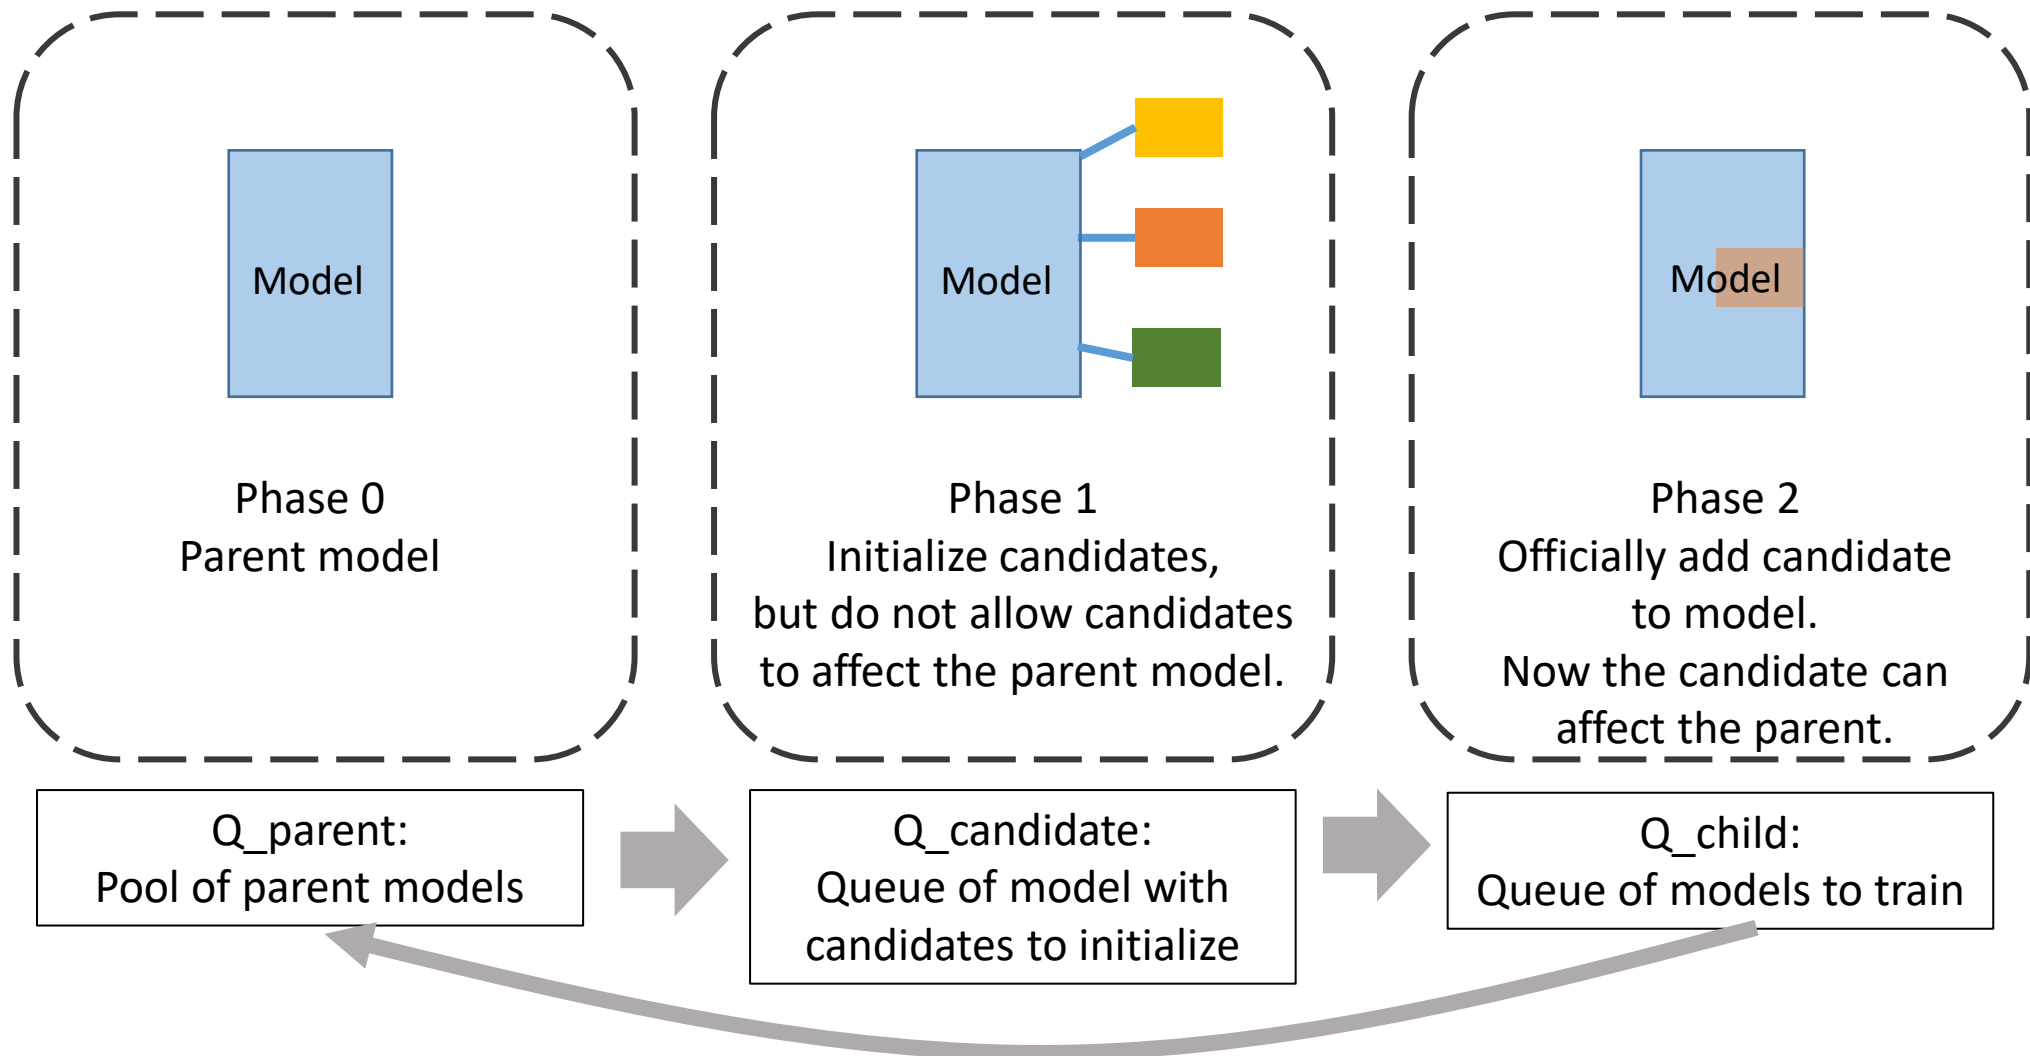 Model
Phase 0
Parent model
Model
Phase 1
Initialize candidates,
but do not allow candidates
to affect the parent model.
Model
Phase 2
Officially add candidate
to model.
Now the candidate can
affect the parent.
Q_parent:
Pool of parent models
Q_candidate:
Queue of model with
candidates to initialize
Q_child:
Queue of models to train